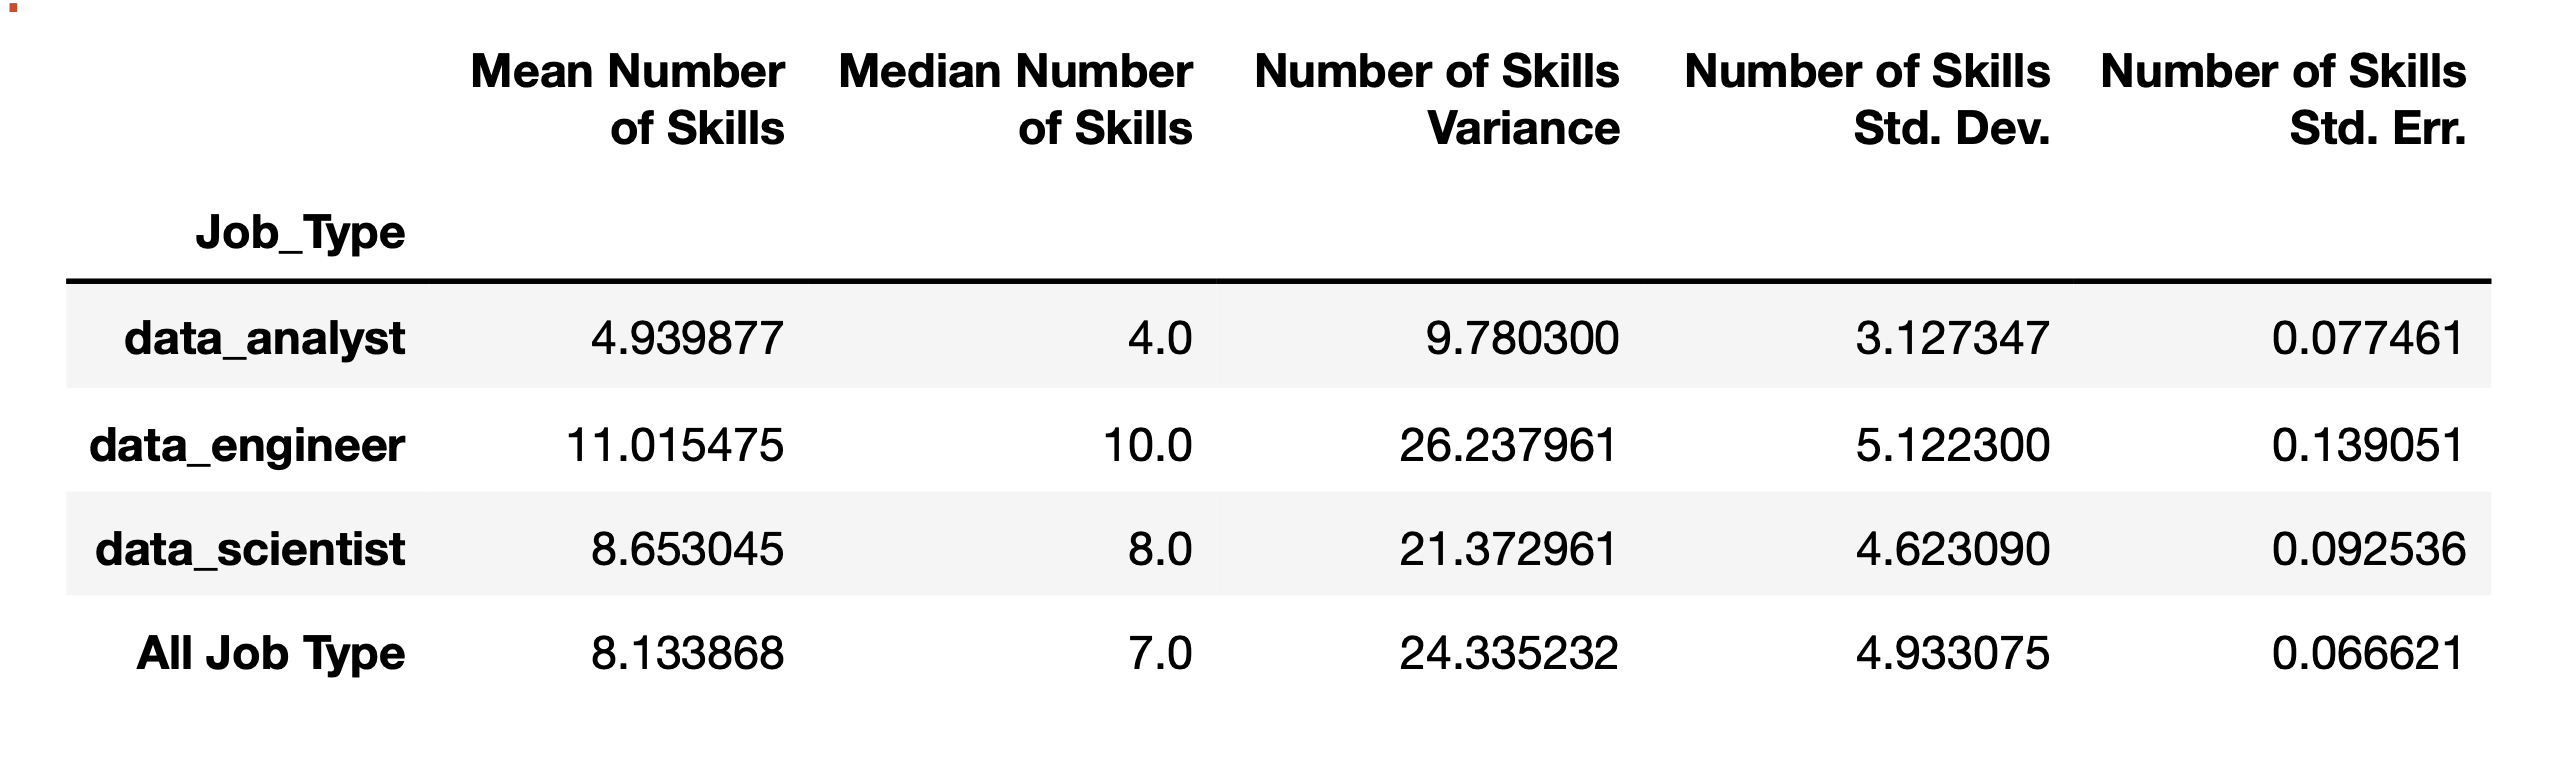 Mean Number Median Number Number of Skills Number of Skills Number of Skills
of Skills of Skills Variance Std. Dev. Std. Err.
Job_Type
data_analyst 4.939877 4.0 9.780300 3.127347 0.077461
data_engineer 11.015475 10.0 26.237961 5.122300 0.139051
data_scientist 8.653045 8.0 21.372961 4.623090 0.092536
All Job Type 8.133868 7.0 24.335232 4.933075 0.066621